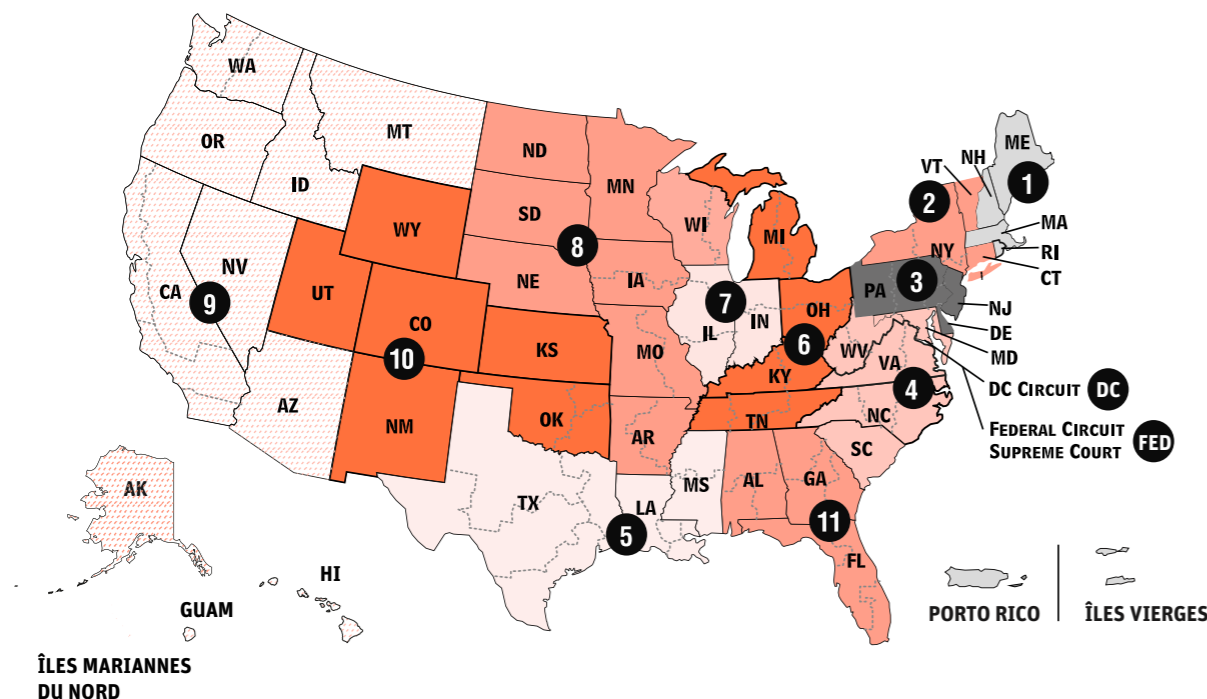 WA
OR
CA
NV
ID
MT
WY
UT
CO
AZ
NM
9
10
ND
SD
NE
KS
OK
TX
MN
IA
MO
AR
LA
8
5
WI
IL
IN
MI
OH
KY
TN
MS
AL
GA
FL
7
6
11
ME
NH
VT
NY
MA
RI
CT
PA
NJ
DE
MD
WV
VA
NC
SC
1
2
3
4
DC CIRCUIT DC
FEDERAL CIRCUIT
SUPREME COURT FED
AK
HI
GUAM
ÎLES MARIANNES
DU NORD
PORTO RICO
ÎLES VIERGES